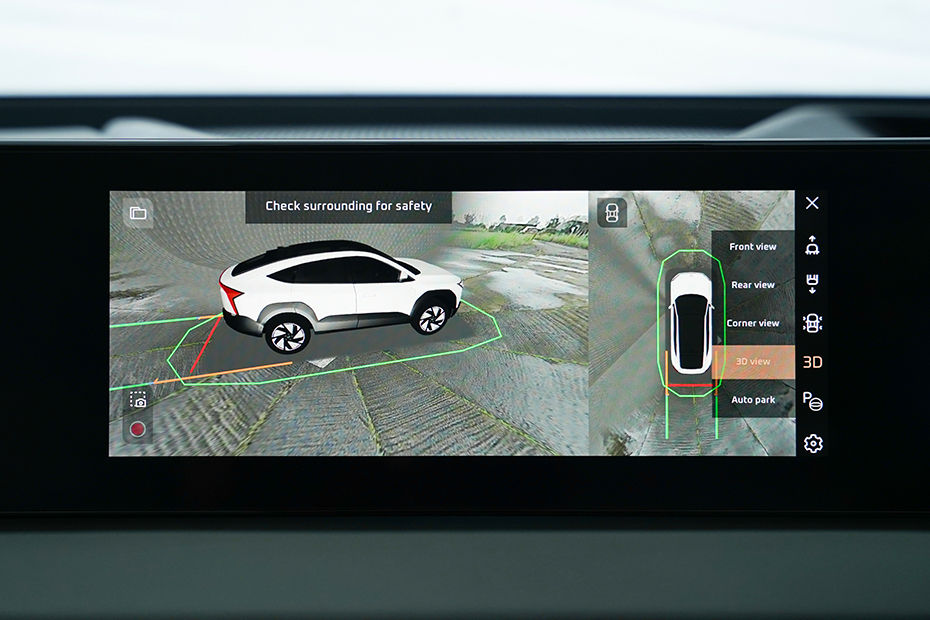 Check surrounding for safety
Front view
Rear view
Corner view
3D view
3D
Auto park
P